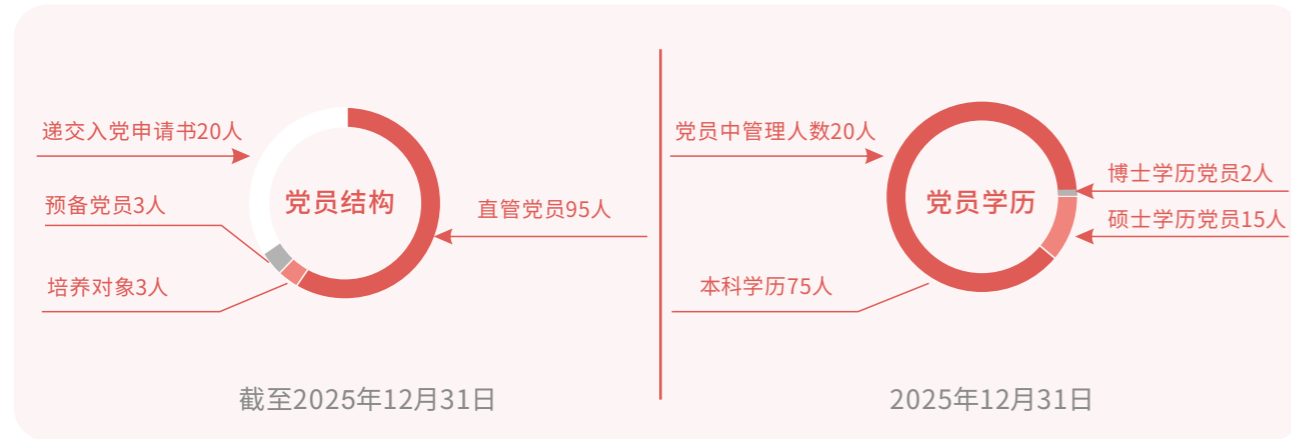 递交入党申请书20人
预备党员3人
培养对象3人
党员结构
直管党员95人
截至2025年12月31日
党员中管理人数20人
本科学历75人
党员学历
博士学历党员2人
硕士学历党员15人
2025年12月31日